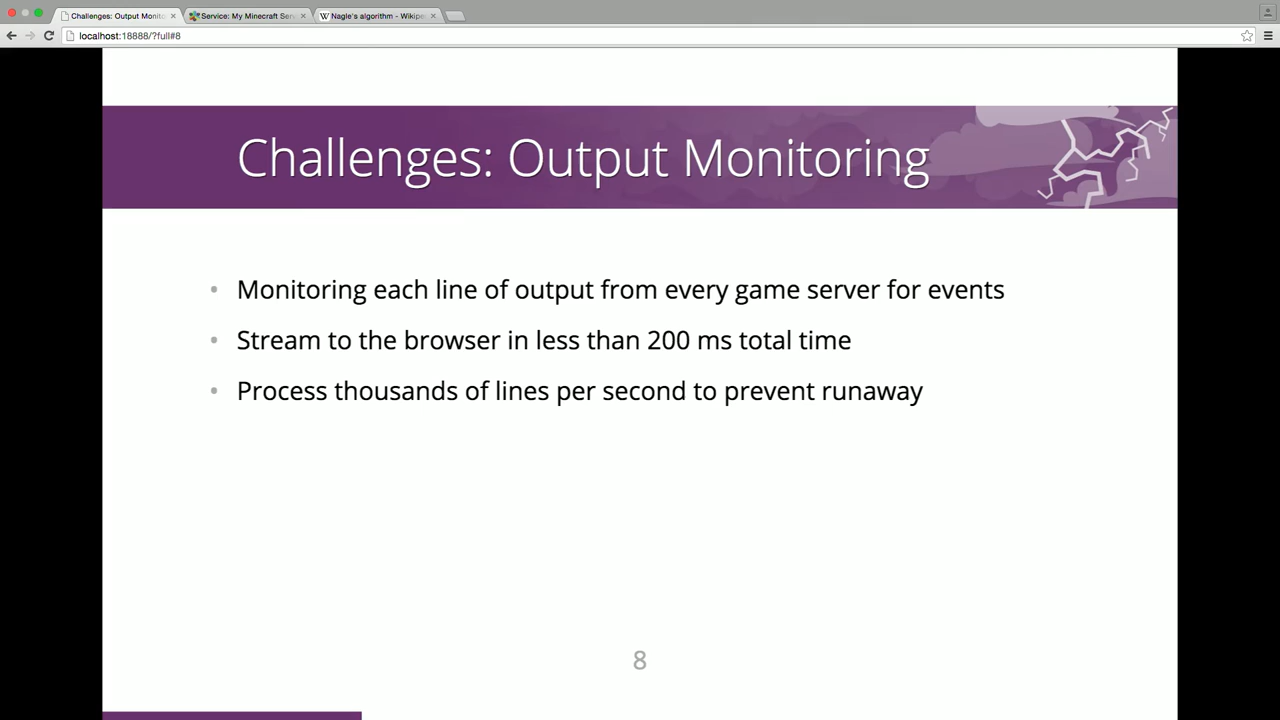 Challenges: Output Monito
Service: My Minecraft Ser
W Nagle's algorithm - Wikipe
localhost:18888/?full#8
Challenges: Output Monitoring
Monitoring each line of output from every game server for events
Stream to the browser in less than 200 ms total time
Process thousands of lines per second to prevent runaway
8